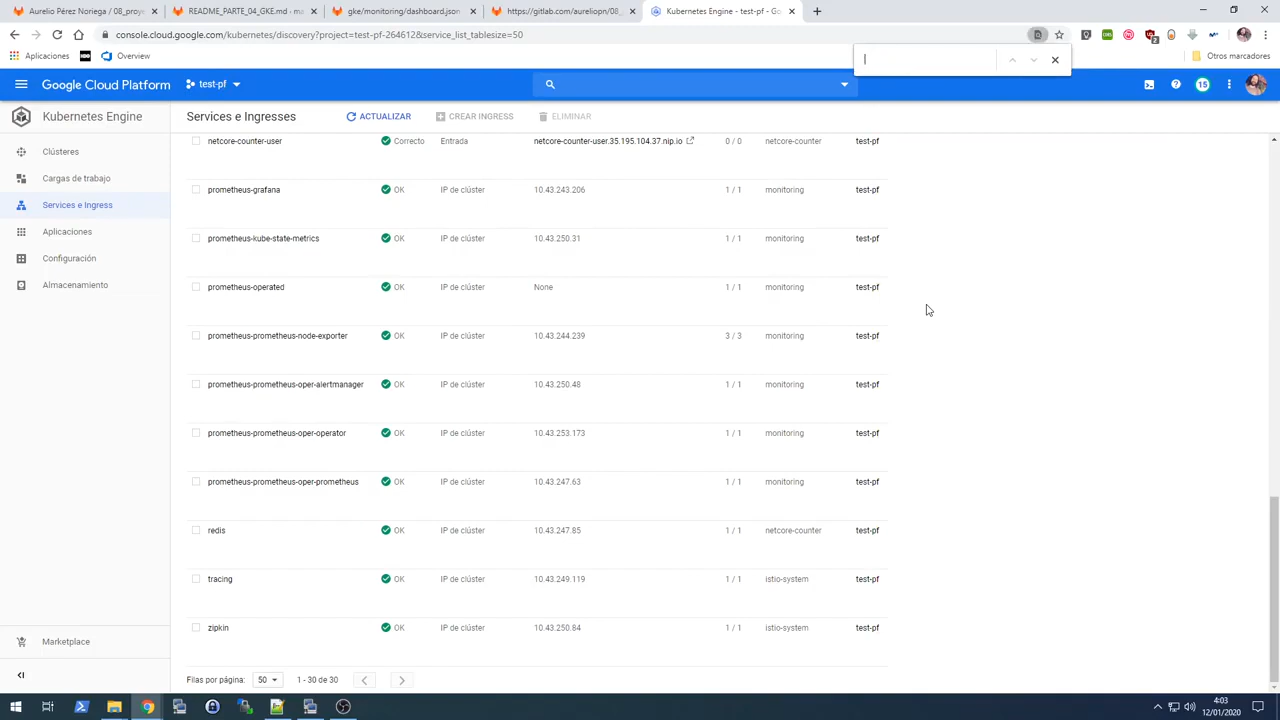 Aurelio Pérez Noriega / 08_proye
README_PARTE_04_GKE.md - ma
gke/monitoring/dashboard.json
https://gitlab.com/aureliopn/08_
Kubernetes Engine - test-pf - Go
console.cloud.google.com/kubernetes/discovery?project=test-pf-264612&service_list_tablesize=50
Aplicaciones
HBO
Overview
Otros marcadores
Google Cloud Platform
test-pf
15
Kubernetes Engine
Services e Ingresses
ACTUALIZAR
CREAR INGRESS
ELIMINAR
Clústeres
Cargas de trabajo
Services e Ingress
Aplicaciones
Configuración
Almacenamiento
Marketplace
netcore-counter-user Correcto Entrada netcore-counter-user.35.195.104.37.nip.io 0 / 0 netcore-counter test-pf
prometheus-grafana OK IP de clúster 10.43.243.206 1 / 1 monitoring test-pf
prometheus-kube-state-metrics OK IP de clúster 10.43.250.31 1 / 1 monitoring test-pf
prometheus-operated OK IP de clúster None 1 / 1 monitoring test-pf
prometheus-prometheus-node-exporter OK IP de clúster 10.43.244.239 3 / 3 monitoring test-pf
prometheus-prometheus-oper-alertmanager OK IP de clúster 10.43.250.48 1 / 1 monitoring test-pf
prometheus-prometheus-oper-operator OK IP de clúster 10.43.253.173 1 / 1 monitoring test-pf
prometheus-prometheus-oper-prometheus OK IP de clúster 10.43.247.63 1 / 1 monitoring test-pf
redis OK IP de clúster 10.43.247.85 1 / 1 netcore-counter test-pf
tracing OK IP de clúster 10.43.249.119 1 / 1 istio-system test-pf
zipkin OK IP de clúster 10.43.250.84 1 / 1 istio-system test-pf
Filas por página: 50 1 - 30 de 30
4:03
12/01/2020